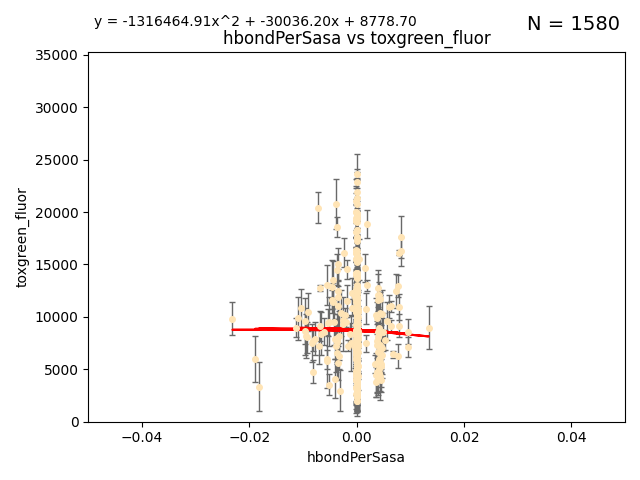 y = -1316464.91x^2 + -30036.20x + 8778.70
N = 1580
hbondPerSasa vs toxgreen_fluor
toxgreen_fluor
35000
30000
25000
20000
15000
10000
5000
0
−0.04
−0.02
0.00
0.02
0.04
hbondPerSasa